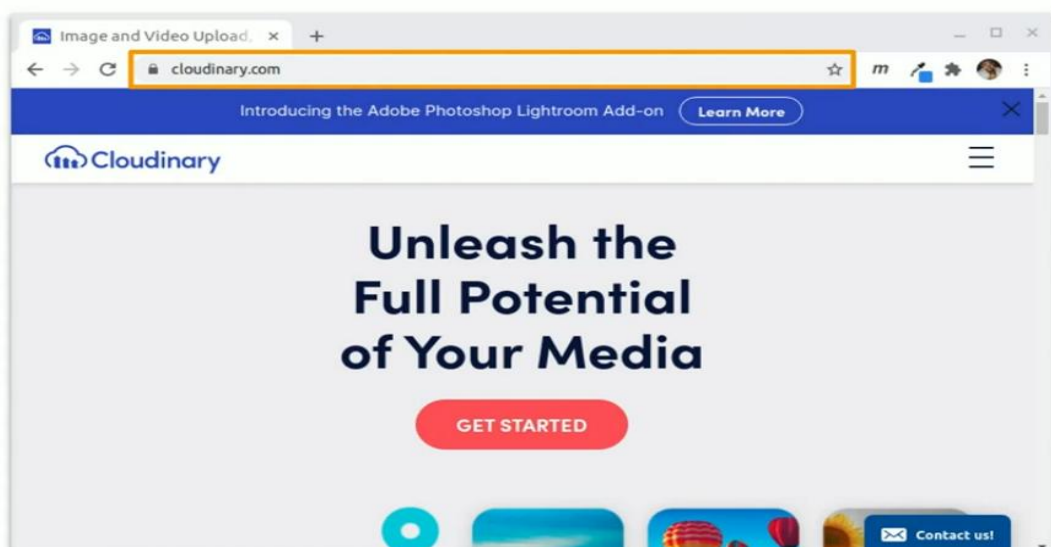 Image and Video Upload,
cloudinary.com
m
Introducing the Adobe Photoshop Lightroom Add-on Learn More
Cloudinary
Unleash the
Full Potential
of Your Media
GET STARTED
Contact us!